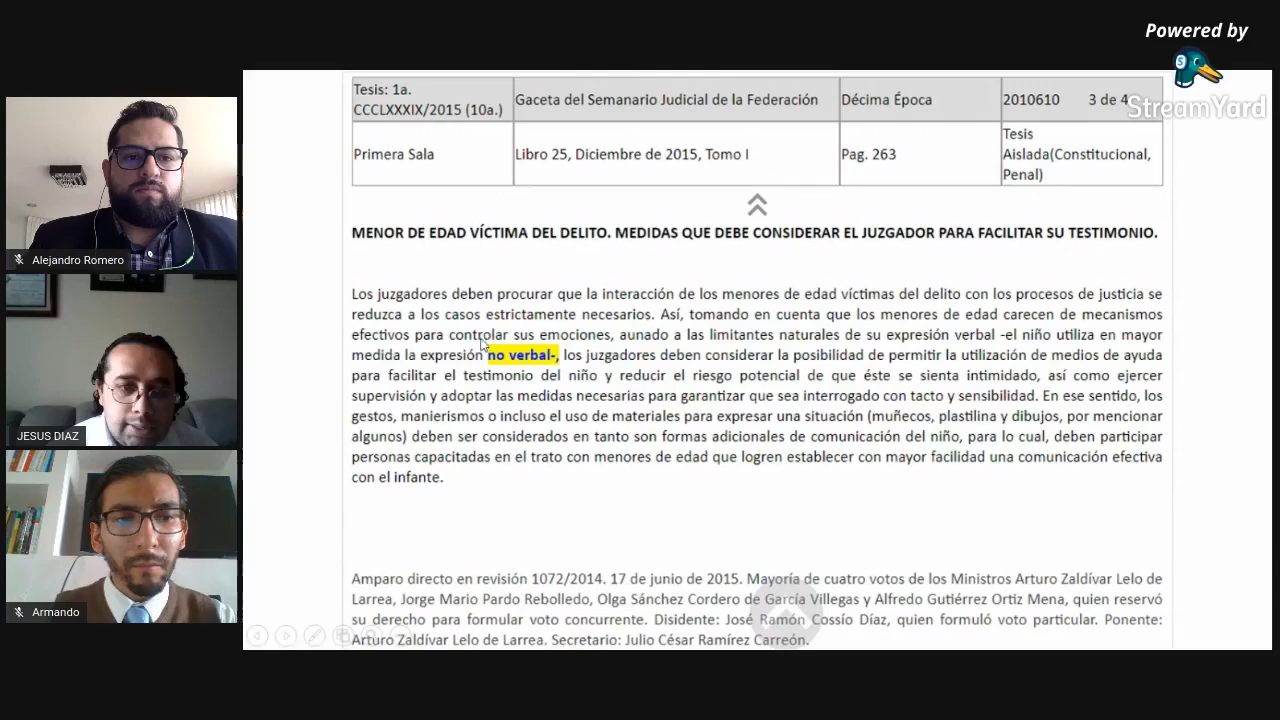 Powered by
StreamYard
Alejandro Romero
JESUS DIAZ
Armando
Tesis: 1a.
CCCLXXXIX/2015 (10a.)
Gaceta del Semanario Judicial de la Federación
Décima Época
2010610 3 de 4
Primera Sala
Libro 25, Diciembre de 2015, Tomo I
Pag. 263
Tesis
Aislada(Constitucional,
Penal)
MENOR DE EDAD VÍCTIMA DEL DELITO. MEDIDAS QUE DEBE CONSIDERAR EL JUZGADOR PARA FACILITAR SU TESTIMONIO.
Los juzgadores deben procurar que la interacción de los menores de edad víctimas del delito con los procesos de justicia se
reduzca a los casos estrictamente necesarios. Así, tomando en cuenta que los menores de edad carecen de mecanismos
efectivos para controlar sus emociones, aunado a las limitantes naturales de su expresión verbal -el niño utiliza en mayor
medida la expresión no verbal-, los juzgadores deben considerar la posibilidad de permitir la utilización de medios de ayuda
para facilitar el testimonio del niño y reducir el riesgo potencial de que éste se sienta intimidado, así como ejercer
supervisión y adoptar las medidas necesarias para garantizar que sea interrogado con tacto y sensibilidad. En ese sentido, los
gestos, manierismos o incluso el uso de materiales para expresar una situación (muñecos, plastilina y dibujos, por mencionar
algunos) deben ser considerados en tanto son formas adicionales de comunicación del niño, para lo cual, deben participar
personas capacitadas en el trato con menores de edad que logren establecer con mayor facilidad una comunicación efectiva
con el infante.
Amparo directo en revisión 1072/2014. 17 de junio de 2015. Mayoría de cuatro votos de los Ministros Arturo Zaldívar Lelo de
Larrea, Jorge Mario Pardo Rebolledo, Olga Sánchez Cordero de García Villegas y Alfredo Gutiérrez Ortiz Mena, quien reservó
su derecho para formular voto concurrente. Disidente: José Ramón Cossío Díaz, quien formuló voto particular. Ponente:
Arturo Zaldívar Lelo de Larrea. Secretario: Julio César Ramírez Carreón.